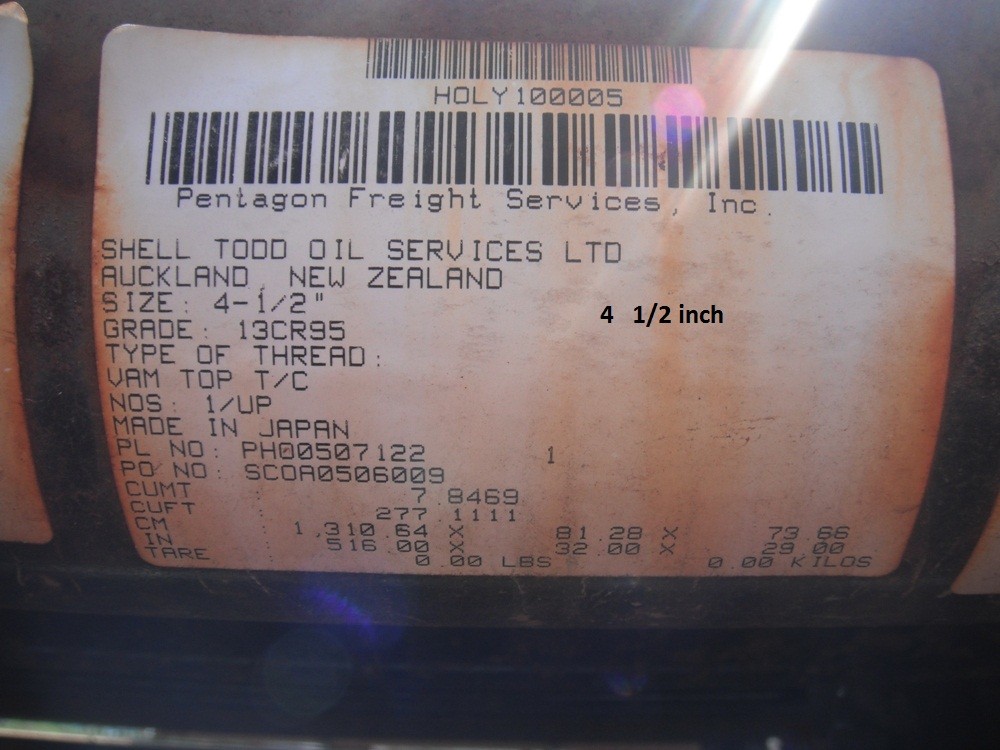 HOLY100005
Pentagon Freight Services, Inc.
SHELL TODD OIL SERVICES LTD
AUCKLAND, NEW ZEALAND
SIZE: 4-1/2" 4 1/2 inch
GRADE: 13CR95
TYPE OF THREAD:
VAM TOP T/C
NOS: 1/UP
MADE IN JAPAN
PL NO: PH00507122 1
PO NO: SCOA0506009
CUMT 7.8469
CUFT 277.1111
CM 1,310.64 X 81.28 X 73.66
IN 516.00 X 32.00 X 29.00
TARE 0.00 LBS 0.00 KILOS